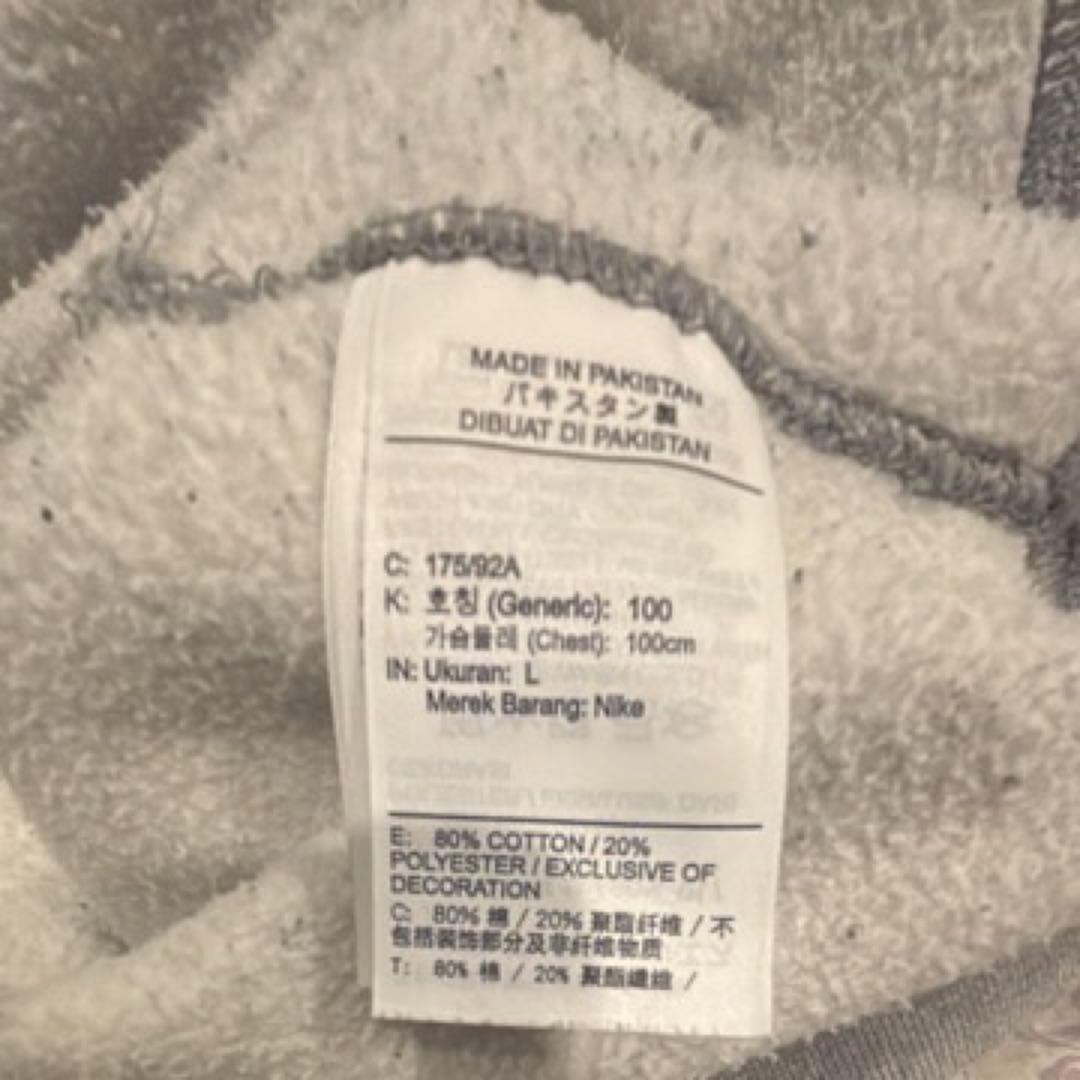 MADE IN PAKISTAN
パキスタン製
DIBUAT DI PAKISTAN
C: 175/92A
K: 호칭 (Generic): 100
가슴둘레 (Chest): 100cm
IN: Ukuran: L
Merek Barang: Nike
E: 80% COTTON / 20%
POLYESTER / EXCLUSIVE OF
DECORATION
C: 80% 棉 / 20% 聚酯纤维 / 不
包括装饰部分及非纤维物质
T: 80% 棉 / 20% 聚酯纖維 /